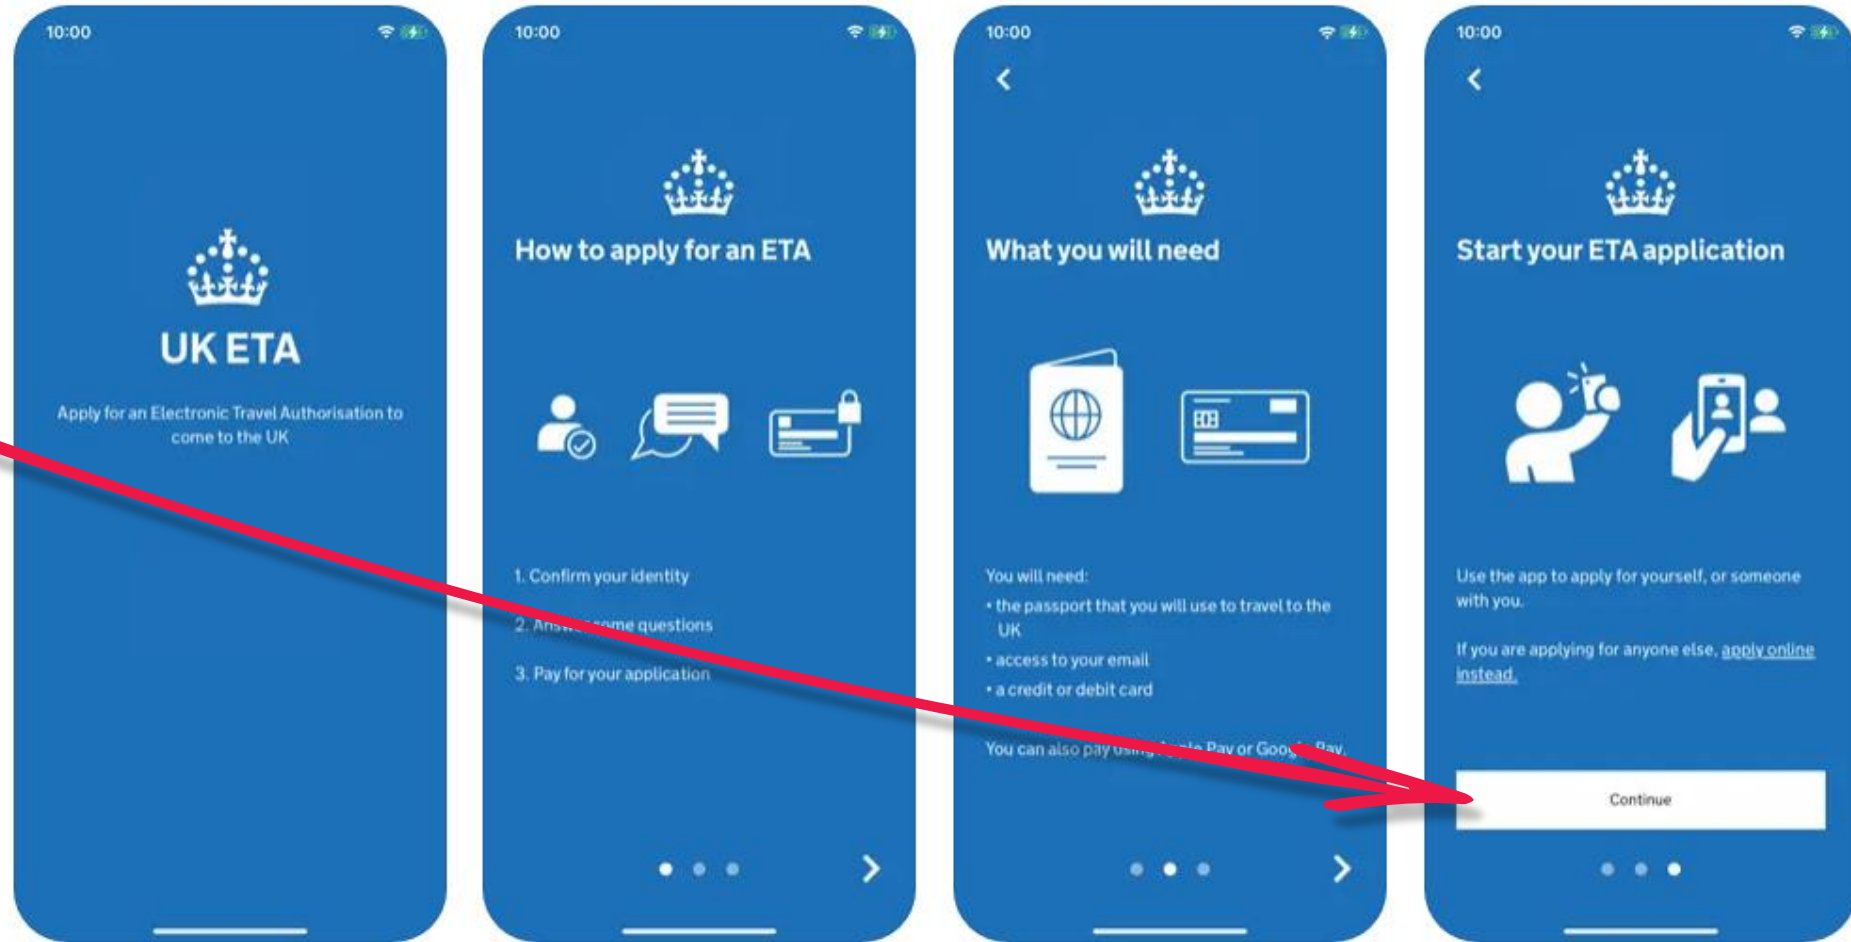 10:00
UK ETA
Apply for an Electronic Travel Authorisation to
come to the UK
10:00
How to apply for an ETA
1. Confirm your identity
2. Answer some questions
3. Pay for your application
10:00
What you will need
You will need:
• the passport that you will use to travel to the
UK
• access to your email
• a credit or debit card
You can also pay using Apple Pay or Google Pay.
10:00
Start your ETA application
Use the app to apply for yourself, or someone
with you.
If you are applying for anyone else, apply online
instead.
Continue